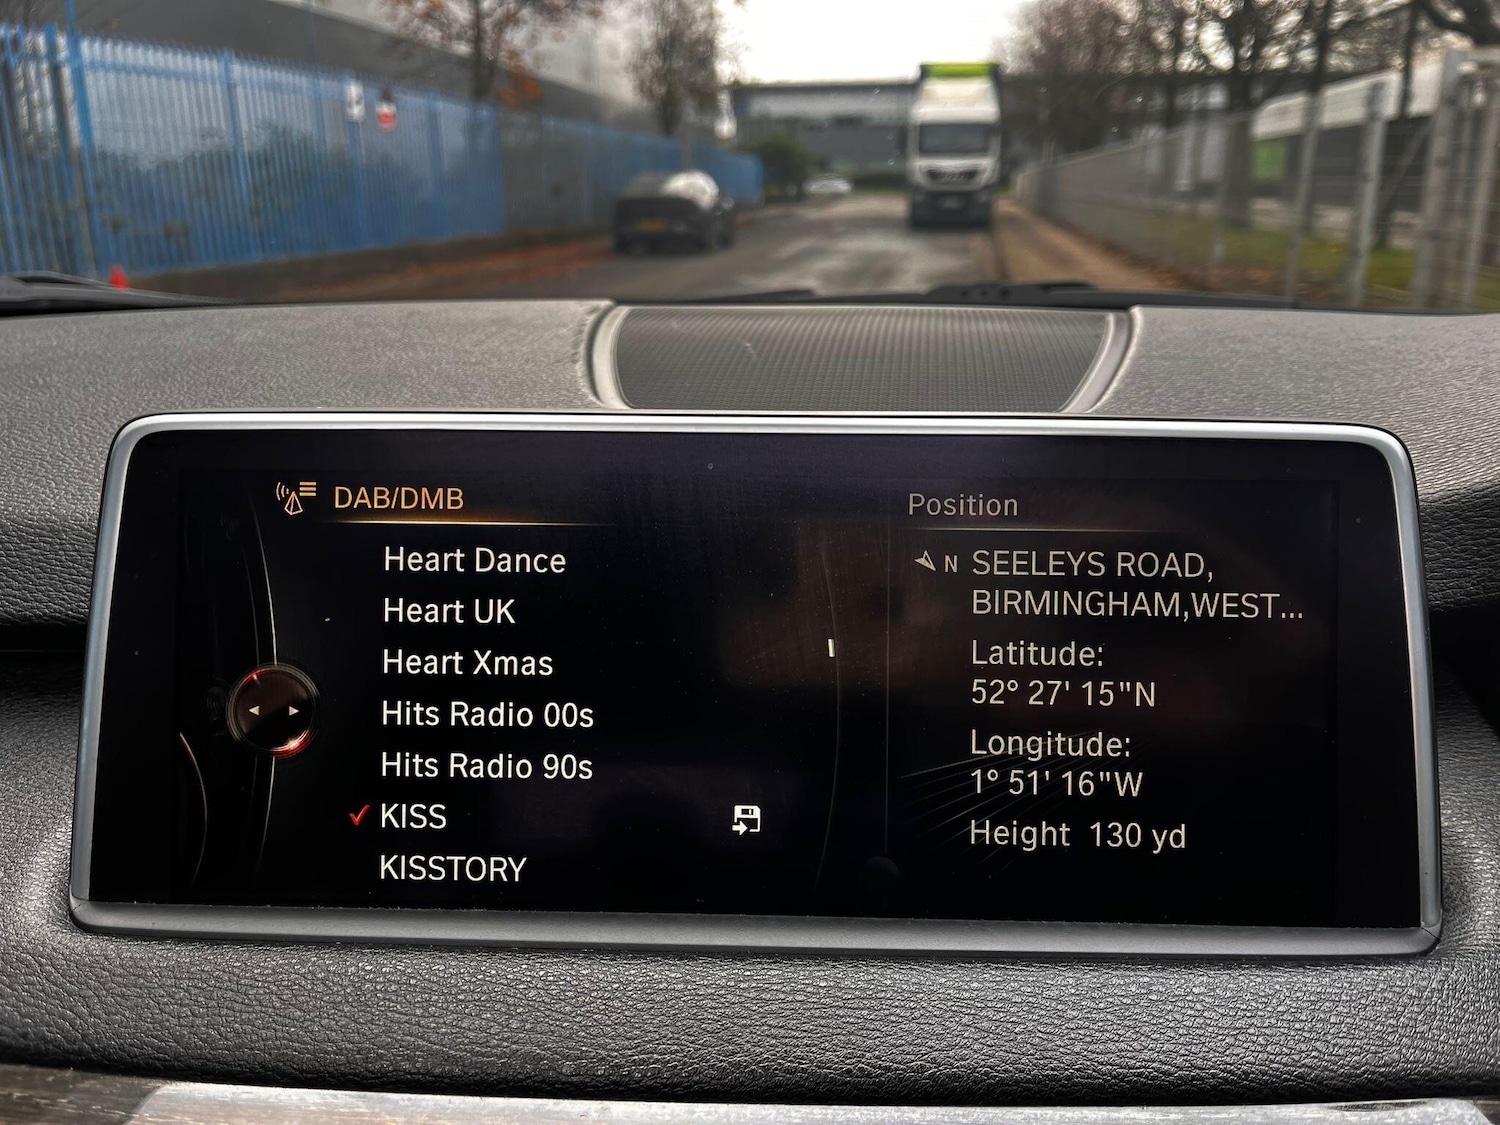 DAB/DMB
Heart Dance
Heart UK
Heart Xmas
Hits Radio 00s
Hits Radio 90s
KISS
KISSTORY
Position
N SEELEYS ROAD,
BIRMINGHAM,WEST...
Latitude:
52° 27' 15"N
Longitude:
1° 51' 16"W
Height 130 yd